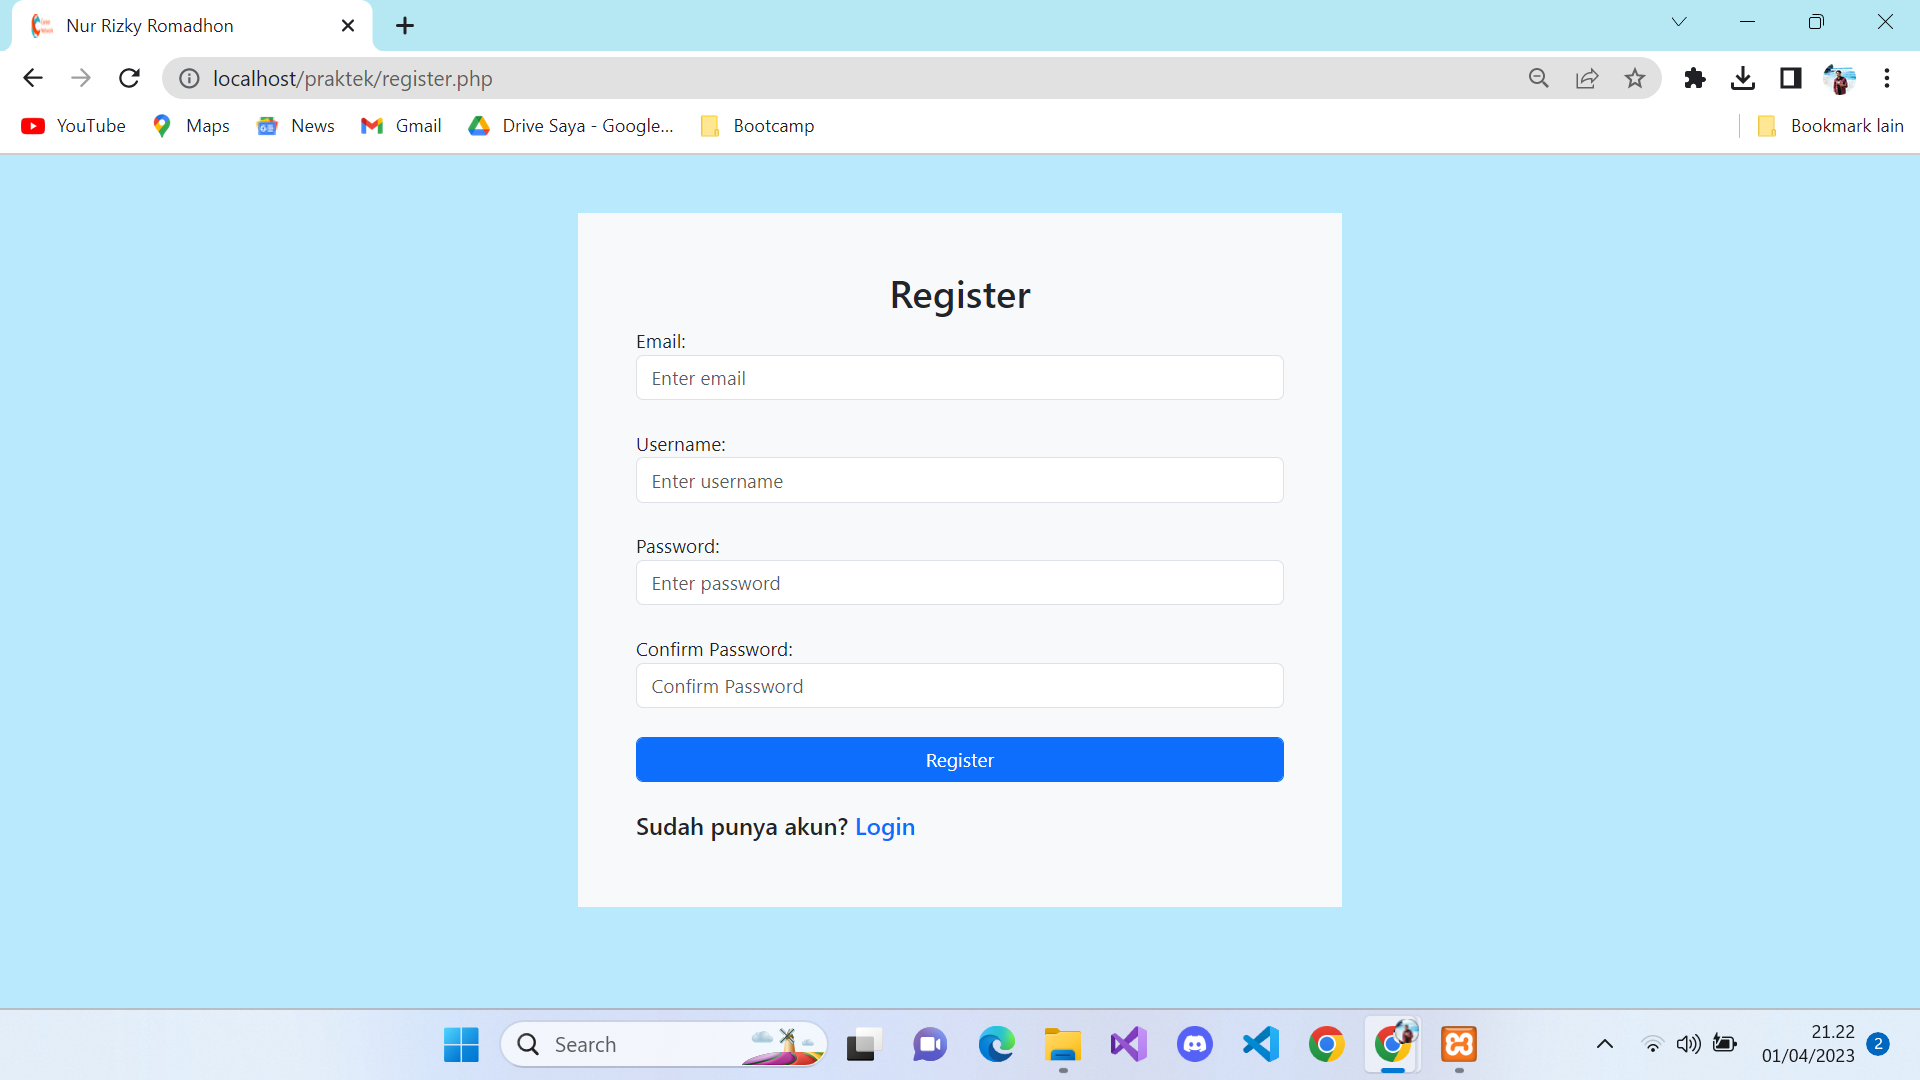 Nur Rizky Romadhon
localhost/praktek/register.php
YouTube
Maps
News
Gmail
Drive Saya - Google...
Bootcamp
Bookmark lain
Register
Email:
Enter email
Username:
Enter username
Password:
Enter password
Confirm Password:
Confirm Password
Register
Sudah punya akun? Login
Search
21.22
01/04/2023
2